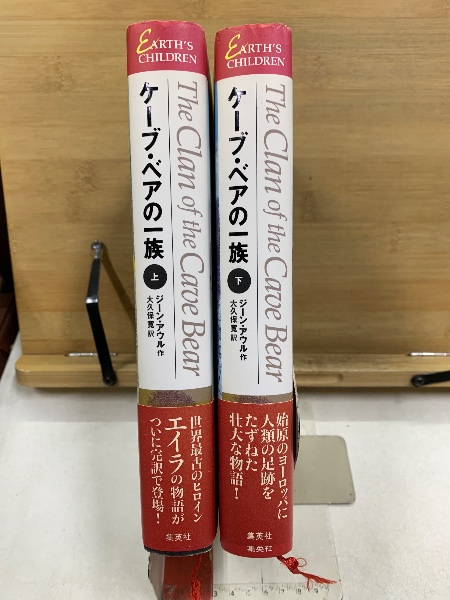 EARTH'S
CHILDREN
The Clan of the Cave Bear
ケーブ・ベアの一族
上
ジーン・アウル作
大久保寛訳
世界最古のヒロイン
エイラの物語が
ついに完訳で登場!
集英社
EARTH'S
CHILDREN
The Clan of the Cave Bear
ケーブ・ベアの一族
下
ジーン・アウル作
大久保寛訳
始原のヨーロッパに
人類の足跡を
たずねた
壮大な物語!
集英社
集英社